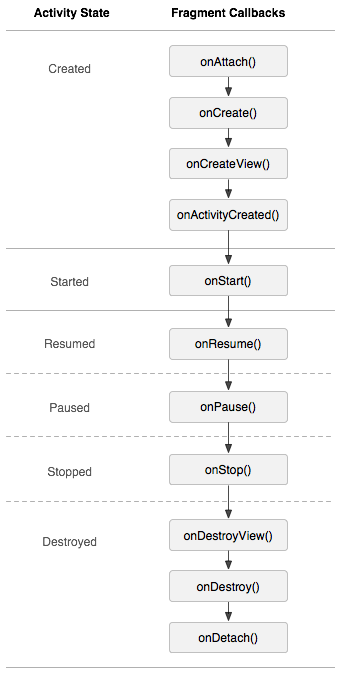 Activity State Fragment Callbacks
Created
onAttach()
onCreate()
onCreateView()
onActivityCreated()
Started
onStart()
Resumed
onResume()
Paused
onPause()
Stopped
onStop()
Destroyed
onDestroyView()
onDestroy()
onDetach()